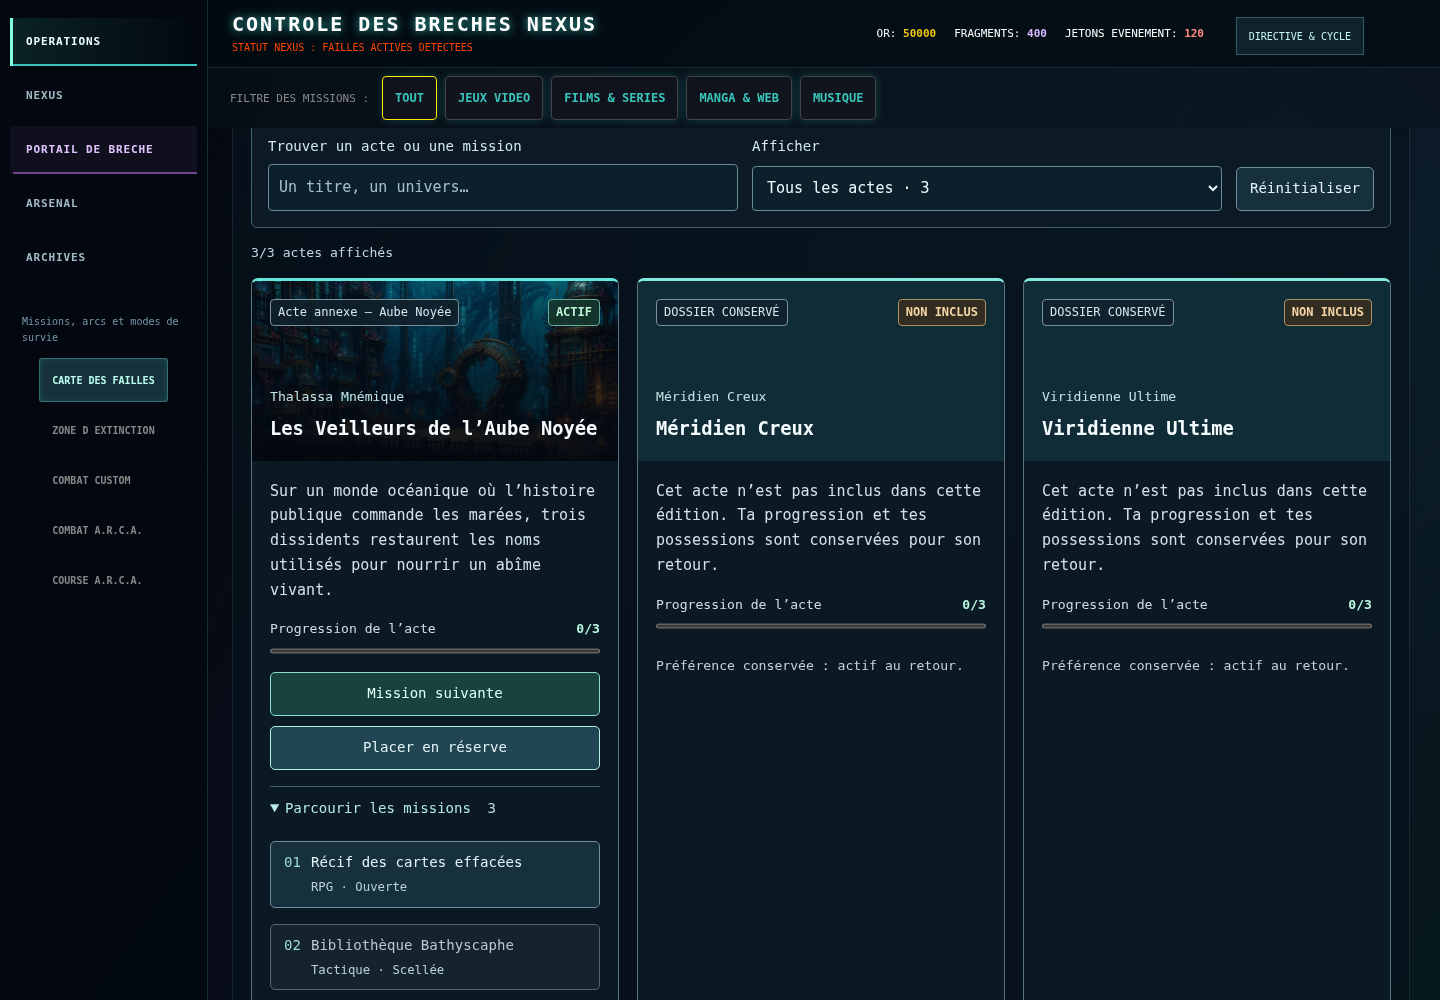 OPERATIONS
NEXUS
PORTAIL DE BRECHE
ARSENAL
ARCHIVES
Missions, arcs et modes de
survie
CARTE DES FAILLES
ZONE D EXTINCTION
COMBAT CUSTOM
COMBAT A.R.C.A.
COURSE A.R.C.A.
CONTROLE DES BRECHES NEXUS
STATUT NEXUS : FAILLES ACTIVES DETECTEES
OR: 50000 FRAGMENTS: 400 JETONS EVENEMENT: 120
DIRECTIVE & CYCLE
FILTRE DES MISSIONS : TOUT JEUX VIDEO FILMS & SERIES MANGA & WEB MUSIQUE
Trouver un acte ou une mission
Un titre, un univers…
Afficher
Tous les actes · 3
Réinitialiser
3/3 actes affichés
Acte annexe — Aube Noyée ACTIF
Thalassa Mnémique
Les Veilleurs de l’Aube Noyée
Sur un monde océanique où l’histoire
publique commande les marées, trois
dissidents restaurent les noms
utilisés pour nourrir un abîme
vivant.
Progression de l’acte 0/3
Mission suivante
Placer en réserve
▼ Parcourir les missions 3
01 Récif des cartes effacées
RPG · Ouverte
02 Bibliothèque Bathyscaphe
Tactique · Scellée
DOSSIER CONSERVÉ NON INCLUS
Méridien Creux
Méridien Creux
Cet acte n’est pas inclus dans cette
édition. Ta progression et tes
possessions sont conservées pour son
retour.
Progression de l’acte 0/3
Préférence conservée : actif au retour.
DOSSIER CONSERVÉ NON INCLUS
Viridienne Ultime
Viridienne Ultime
Cet acte n’est pas inclus dans cette
édition. Ta progression et tes
possessions sont conservées pour son
retour.
Progression de l’acte 0/3
Préférence conservée : actif au retour.